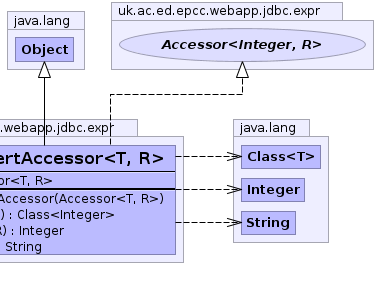 java.lang
Object
uk.ac.ed.epcc.webapp.jdbc.expr
Accessor<Integer, R>
.webapp.jdbc.expr
ertAccessor<T, R>
or<T, R>
Accessor(Accessor<T, R>)
) : Class<Integer>
R) : Integer
: String
java.lang
Class<T>
Integer
String